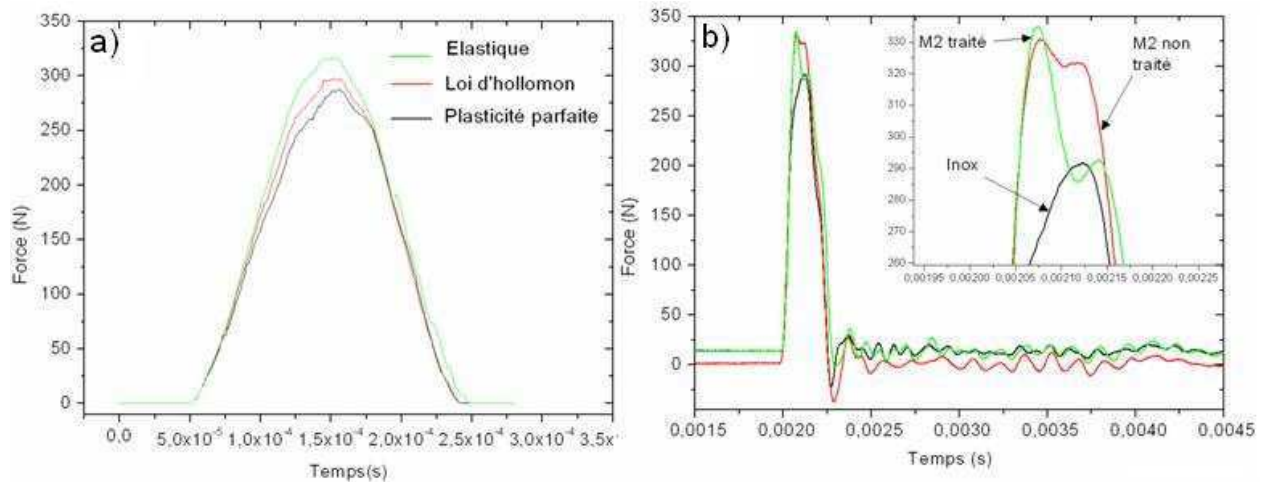 a)
Elastique
Loi d'hollomon
Plasticité parfaite
Force (N)
350
300
250
200
150
100
50
0
0,0
5,0x10⁻⁵
1,0x10⁻⁴
1,5x10⁻⁴
2,0x10⁻⁴
2,5x10⁻⁴
3,0x10⁻⁴
3,5x
Temps(s)
b)
Force (N)
350
300
250
200
150
100
50
0
0,0015
0,0020
0,0025
0,0030
0,0035
0,0040
0,0045
Temps (s)
M2 traité
M2 non
traité
Inox
330
320
310
300
290
280
270
260
0,00195
0,00200
0,00205
0,00210
0,00215
0,00220
0,00225